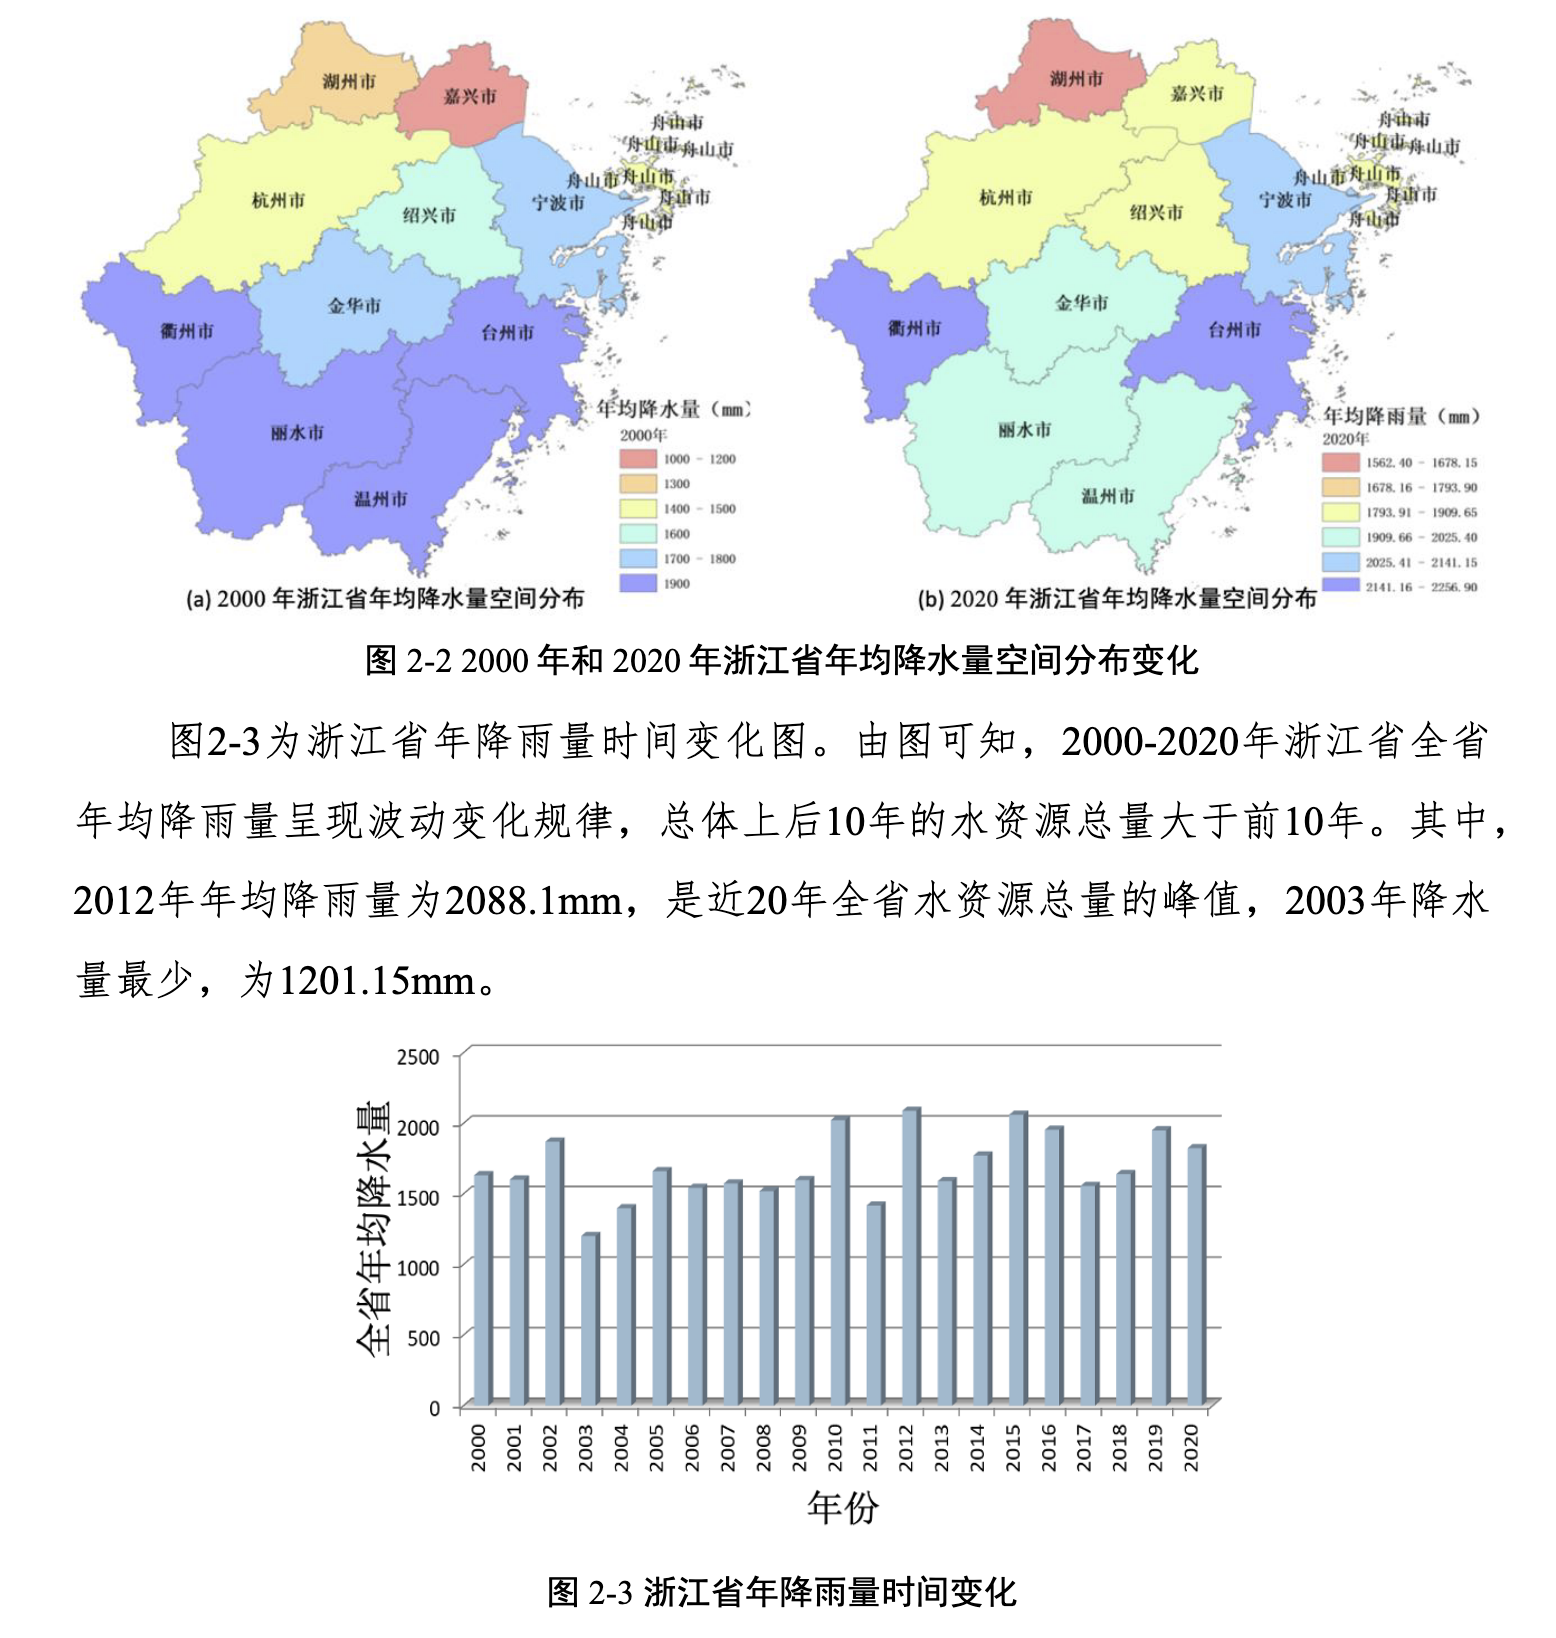 湖州市
嘉兴市
舟山市
舟山市 舟山市
杭州市
舟山市 舟山市
绍兴市
宁波市
舟山市
舟山市
金华市
衢州市
台州市
丽水市
温州市
年均降水量（mm）
2000年
1000 - 1200
1300
1400 - 1500
1600
1700 - 1800
1900
(a) 2000 年浙江省年均降水量空间分布
湖州市
嘉兴市
舟山市
舟山市 舟山市
杭州市
舟山市 舟山市
绍兴市
宁波市
舟山市
舟山市
金华市
衢州市
台州市
丽水市
温州市
年均降雨量（mm）
2020年
1562.40 - 1678.15
1678.16 - 1793.90
1793.91 - 1909.65
1909.66 - 2025.40
2025.41 - 2141.15
2141.16 - 2256.90
(b) 2020 年浙江省年均降水量空间分布
图 2-2 2000 年和 2020 年浙江省年均降水量空间分布变化
图2-3为浙江省年降雨量时间变化图。由图可知，2000-2020年浙江省全省
年均降雨量呈现波动变化规律，总体上后10年的水资源总量大于前10年。其中，
2012年年均降雨量为2088.1mm，是近20年全省水资源总量的峰值，2003年降水
量最少，为1201.15mm。
全省年均降水量
2500
2000
1500
1000
500
0
2000 2001 2002 2003 2004 2005 2006 2007 2008 2009 2010 2011 2012 2013 2014 2015 2016 2017 2018 2019 2020
年份
图 2-3 浙江省年降雨量时间变化